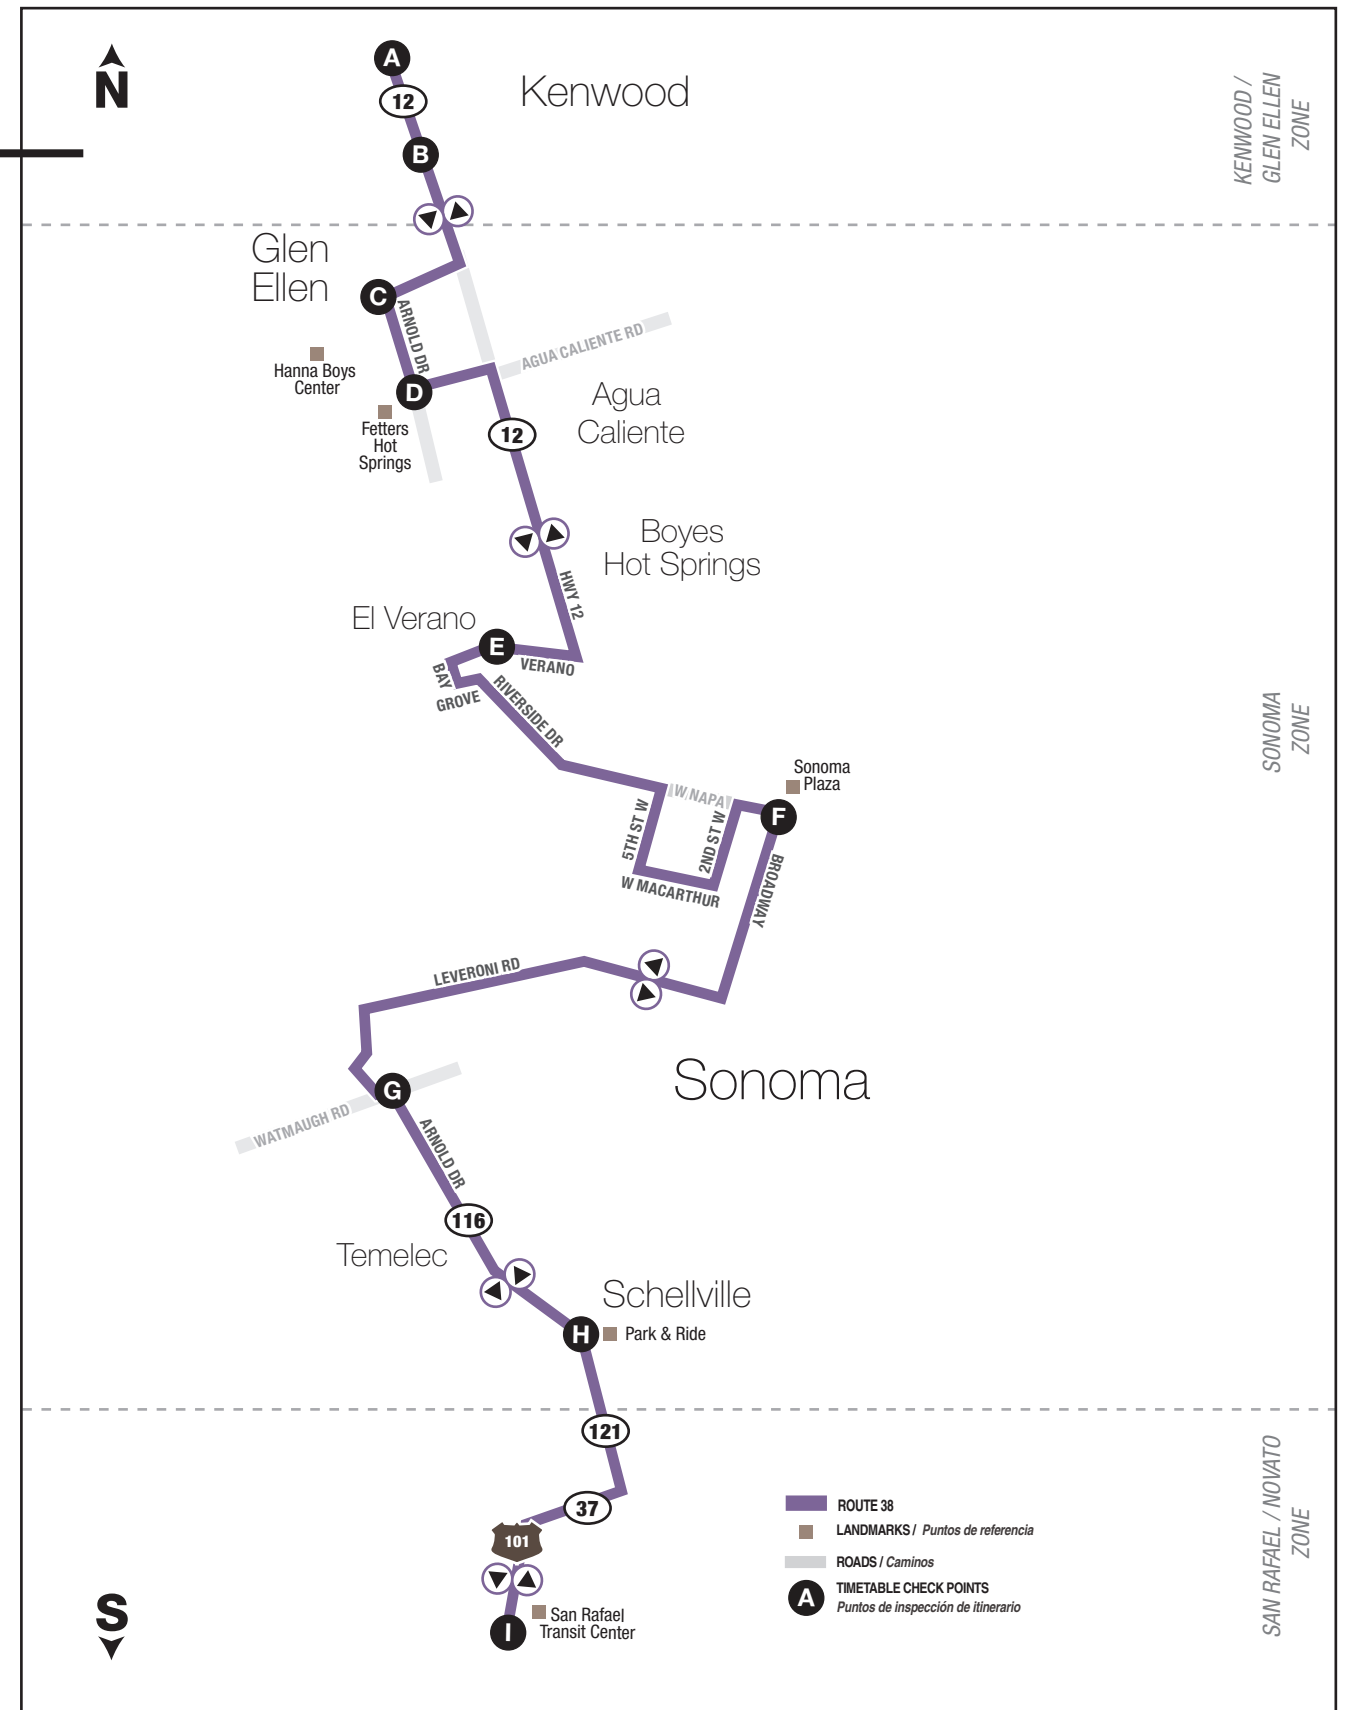 N
A
12
Kenwood
KENWOOD /
GLEN ELLEN
ZONE
B
Glen
Ellen
C
ARNOLD DR
AGUA CALIENTE RD
Hanna Boys
Center
D
Agua
Caliente
Fetters
Hot
Springs
12
Boyes
Hot Springs
HWY 12
El Verano
E
VERANO
BAY
GROVE
RIVERSIDE DR
SONOMA
ZONE
Sonoma
Plaza
W NAPA
F
5TH ST W
2ND ST W
W MACARTHUR
BROADWAY
LEVERONI RD
Sonoma
G
WATMAUGH RD
ARNOLD DR
116
Temelec
Schellville
H
Park & Ride
121
37
101
San Rafael
Transit Center
I
S
ROUTE 38
LANDMARKS / Puntos de referencia
ROADS / Caminos
A
TIMETABLE CHECK POINTS
Puntos de inspección de itinerario
SAN RAFAEL / NOVATO
ZONE